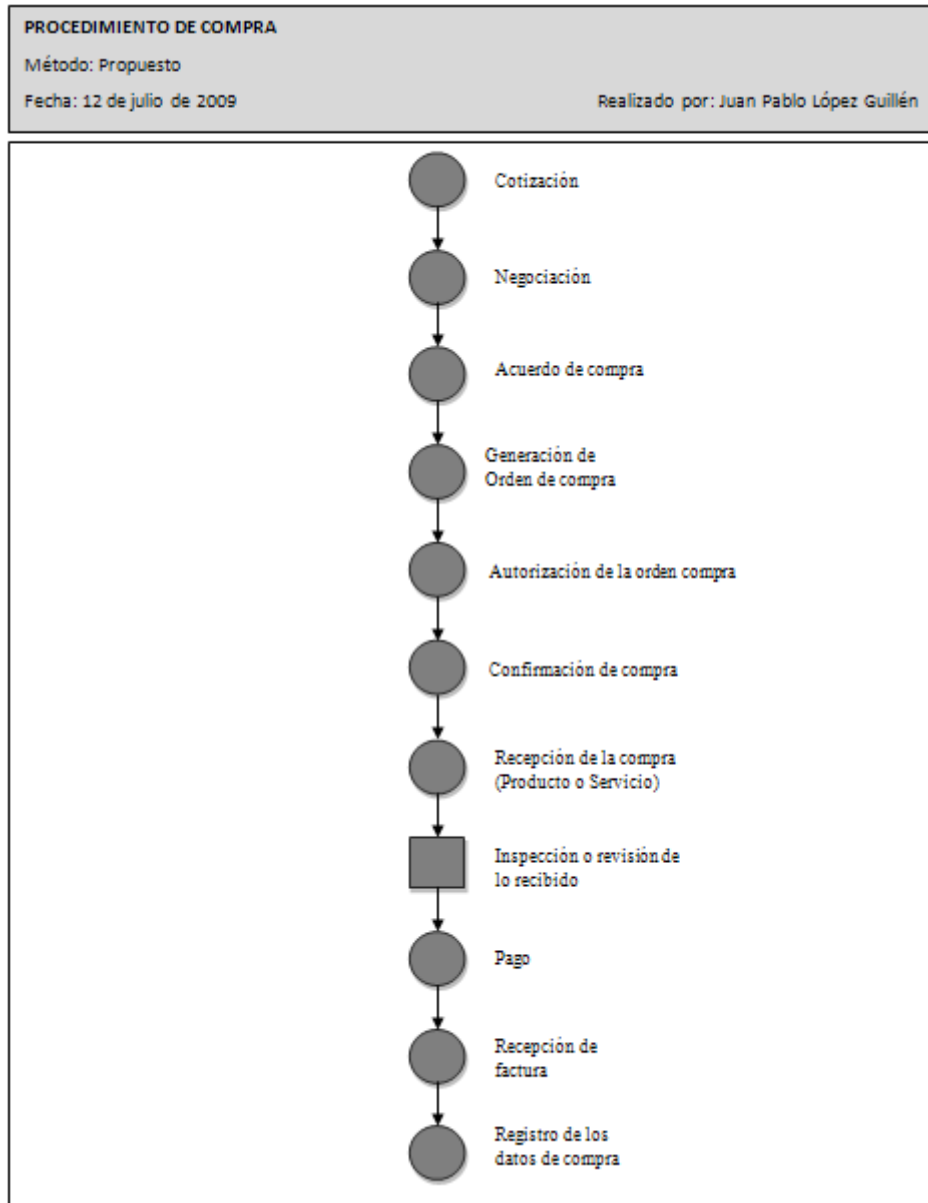 PROCEDIMIENTO DE COMPRA
Método: Propuesto
Fecha: 12 de julio de 2009 Realizado por: Juan Pablo López Guillén
Cotización
Negociación
Acuerdo de compra
Generación de
Orden de compra
Autorización de la orden compra
Confirmación de compra
Recepción de la compra
(Producto o Servicio)
Inspección o revisión de
lo recibido
Pago
Recepción de
factura
Registro de los
datos de compra